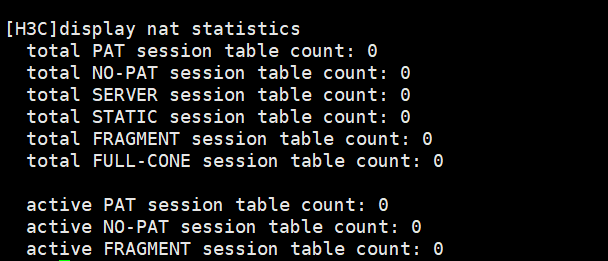 [H3C]display nat statistics
total PAT session table count: 0
total NO-PAT session table count: 0
total SERVER session table count: 0
total STATIC session table count: 0
total FRAGMENT session table count: 0
total FULL-CONE session table count: 0
active PAT session table count: 0
active NO-PAT session table count: 0
active FRAGMENT session table count: 0